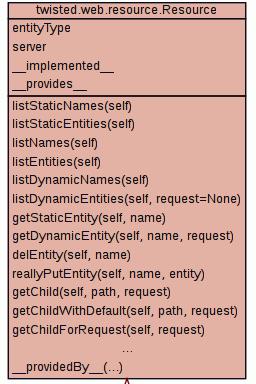 twisted.web.resource.Resource
entityType
server
__implemented__
__provides__
listStaticNames(self)
listStaticEntities(self)
listNames(self)
listEntities(self)
listDynamicNames(self)
listDynamicEntities(self, request=None)
getStaticEntity(self, name)
getDynamicEntity(self, name, request)
delEntity(self, name)
reallyPutEntity(self, name, entity)
getChild(self, path, request)
getChildWithDefault(self, path, request)
getChildForRequest(self, request)
...
__providedBy__(...)